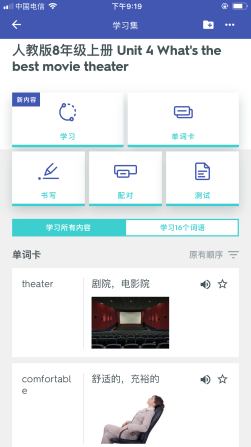 中国电信
下午9:19
学习集
人教版8年级上册 Unit 4 What's the
best movie theater
新内容
学习
单词卡
书写
配对
测试
学习所有内容
学习16个词语
单词卡
原有顺序
theater
剧院，电影院
comfortabl
e
舒适的，充裕的